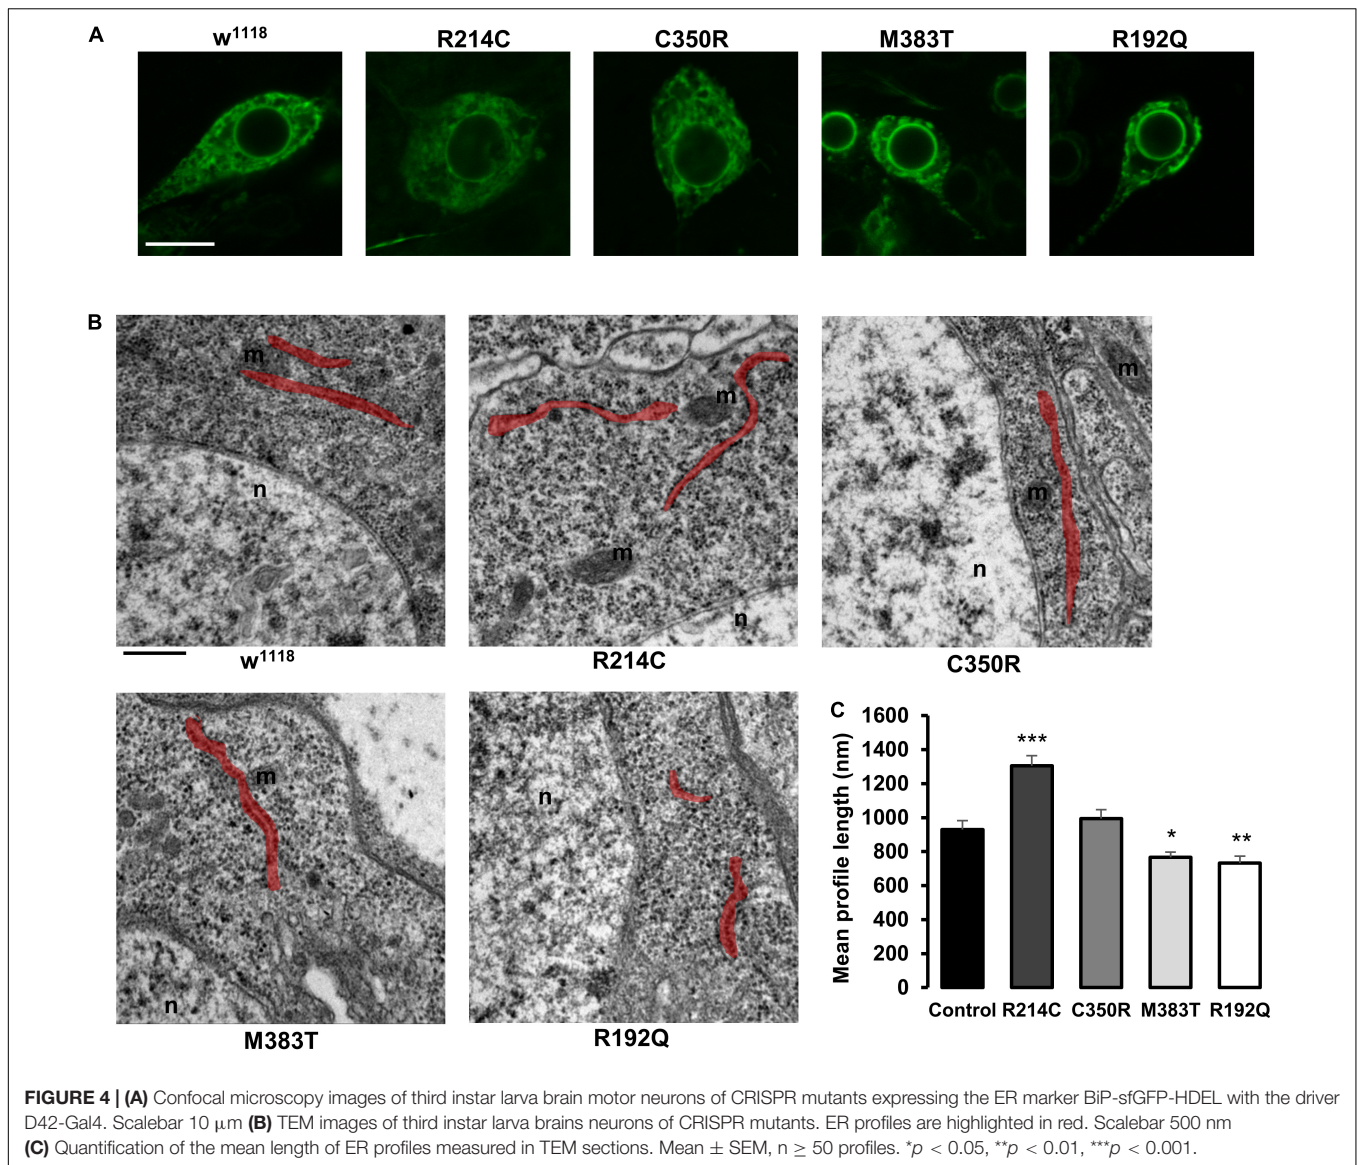 A
w1118 R214C C350R M383T R192Q
B
m
n
w1118
m
m
n
R214C
m
m
n
C350R
m
n
M383T
n
R192Q
C
Mean profile length (nm)
1600
1400
1200
1000
800
600
400
200
0
***
*
**
Control R214C C350R M383T R192Q
FIGURE 4 | (A) Confocal microscopy images of third instar larva brain motor neurons of CRISPR mutants expressing the ER marker BiP-sfGFP-HDEL with the driver
D42-Gal4. Scalebar 10 μm (B) TEM images of third instar larva brains neurons of CRISPR mutants. ER profiles are highlighted in red. Scalebar 500 nm
(C) Quantification of the mean length of ER profiles measured in TEM sections. Mean ± SEM, n ≥ 50 profiles. *p < 0.05, **p < 0.01, ***p < 0.001.